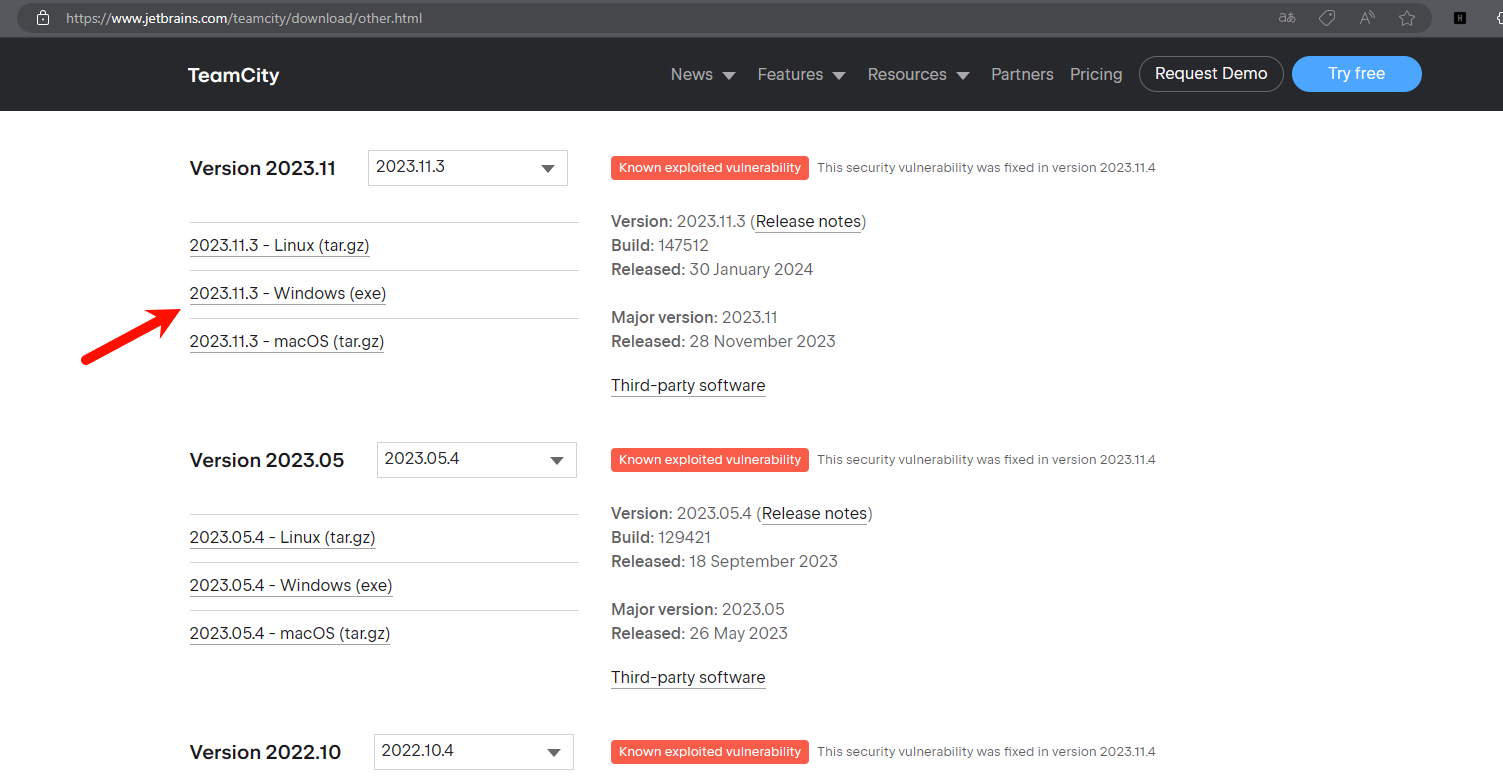 https://www.jetbrains.com/teamcity/download/other.html
TeamCity News Features Resources Partners Pricing Request Demo Try free
Version 2023.11 2023.11.3 Known exploited vulnerability This security vulnerability was fixed in version 2023.11.4
2023.11.3 - Linux (tar.gz)
2023.11.3 - Windows (exe)
2023.11.3 - macOS (tar.gz)
Version: 2023.11.3 (Release notes)
Build: 147512
Released: 30 January 2024
Major version: 2023.11
Released: 28 November 2023
Third-party software
Version 2023.05 2023.05.4 Known exploited vulnerability This security vulnerability was fixed in version 2023.11.4
2023.05.4 - Linux (tar.gz)
2023.05.4 - Windows (exe)
2023.05.4 - macOS (tar.gz)
Version: 2023.05.4 (Release notes)
Build: 129421
Released: 18 September 2023
Major version: 2023.05
Released: 26 May 2023
Third-party software
Version 2022.10 2022.10.4 Known exploited vulnerability This security vulnerability was fixed in version 2023.11.4